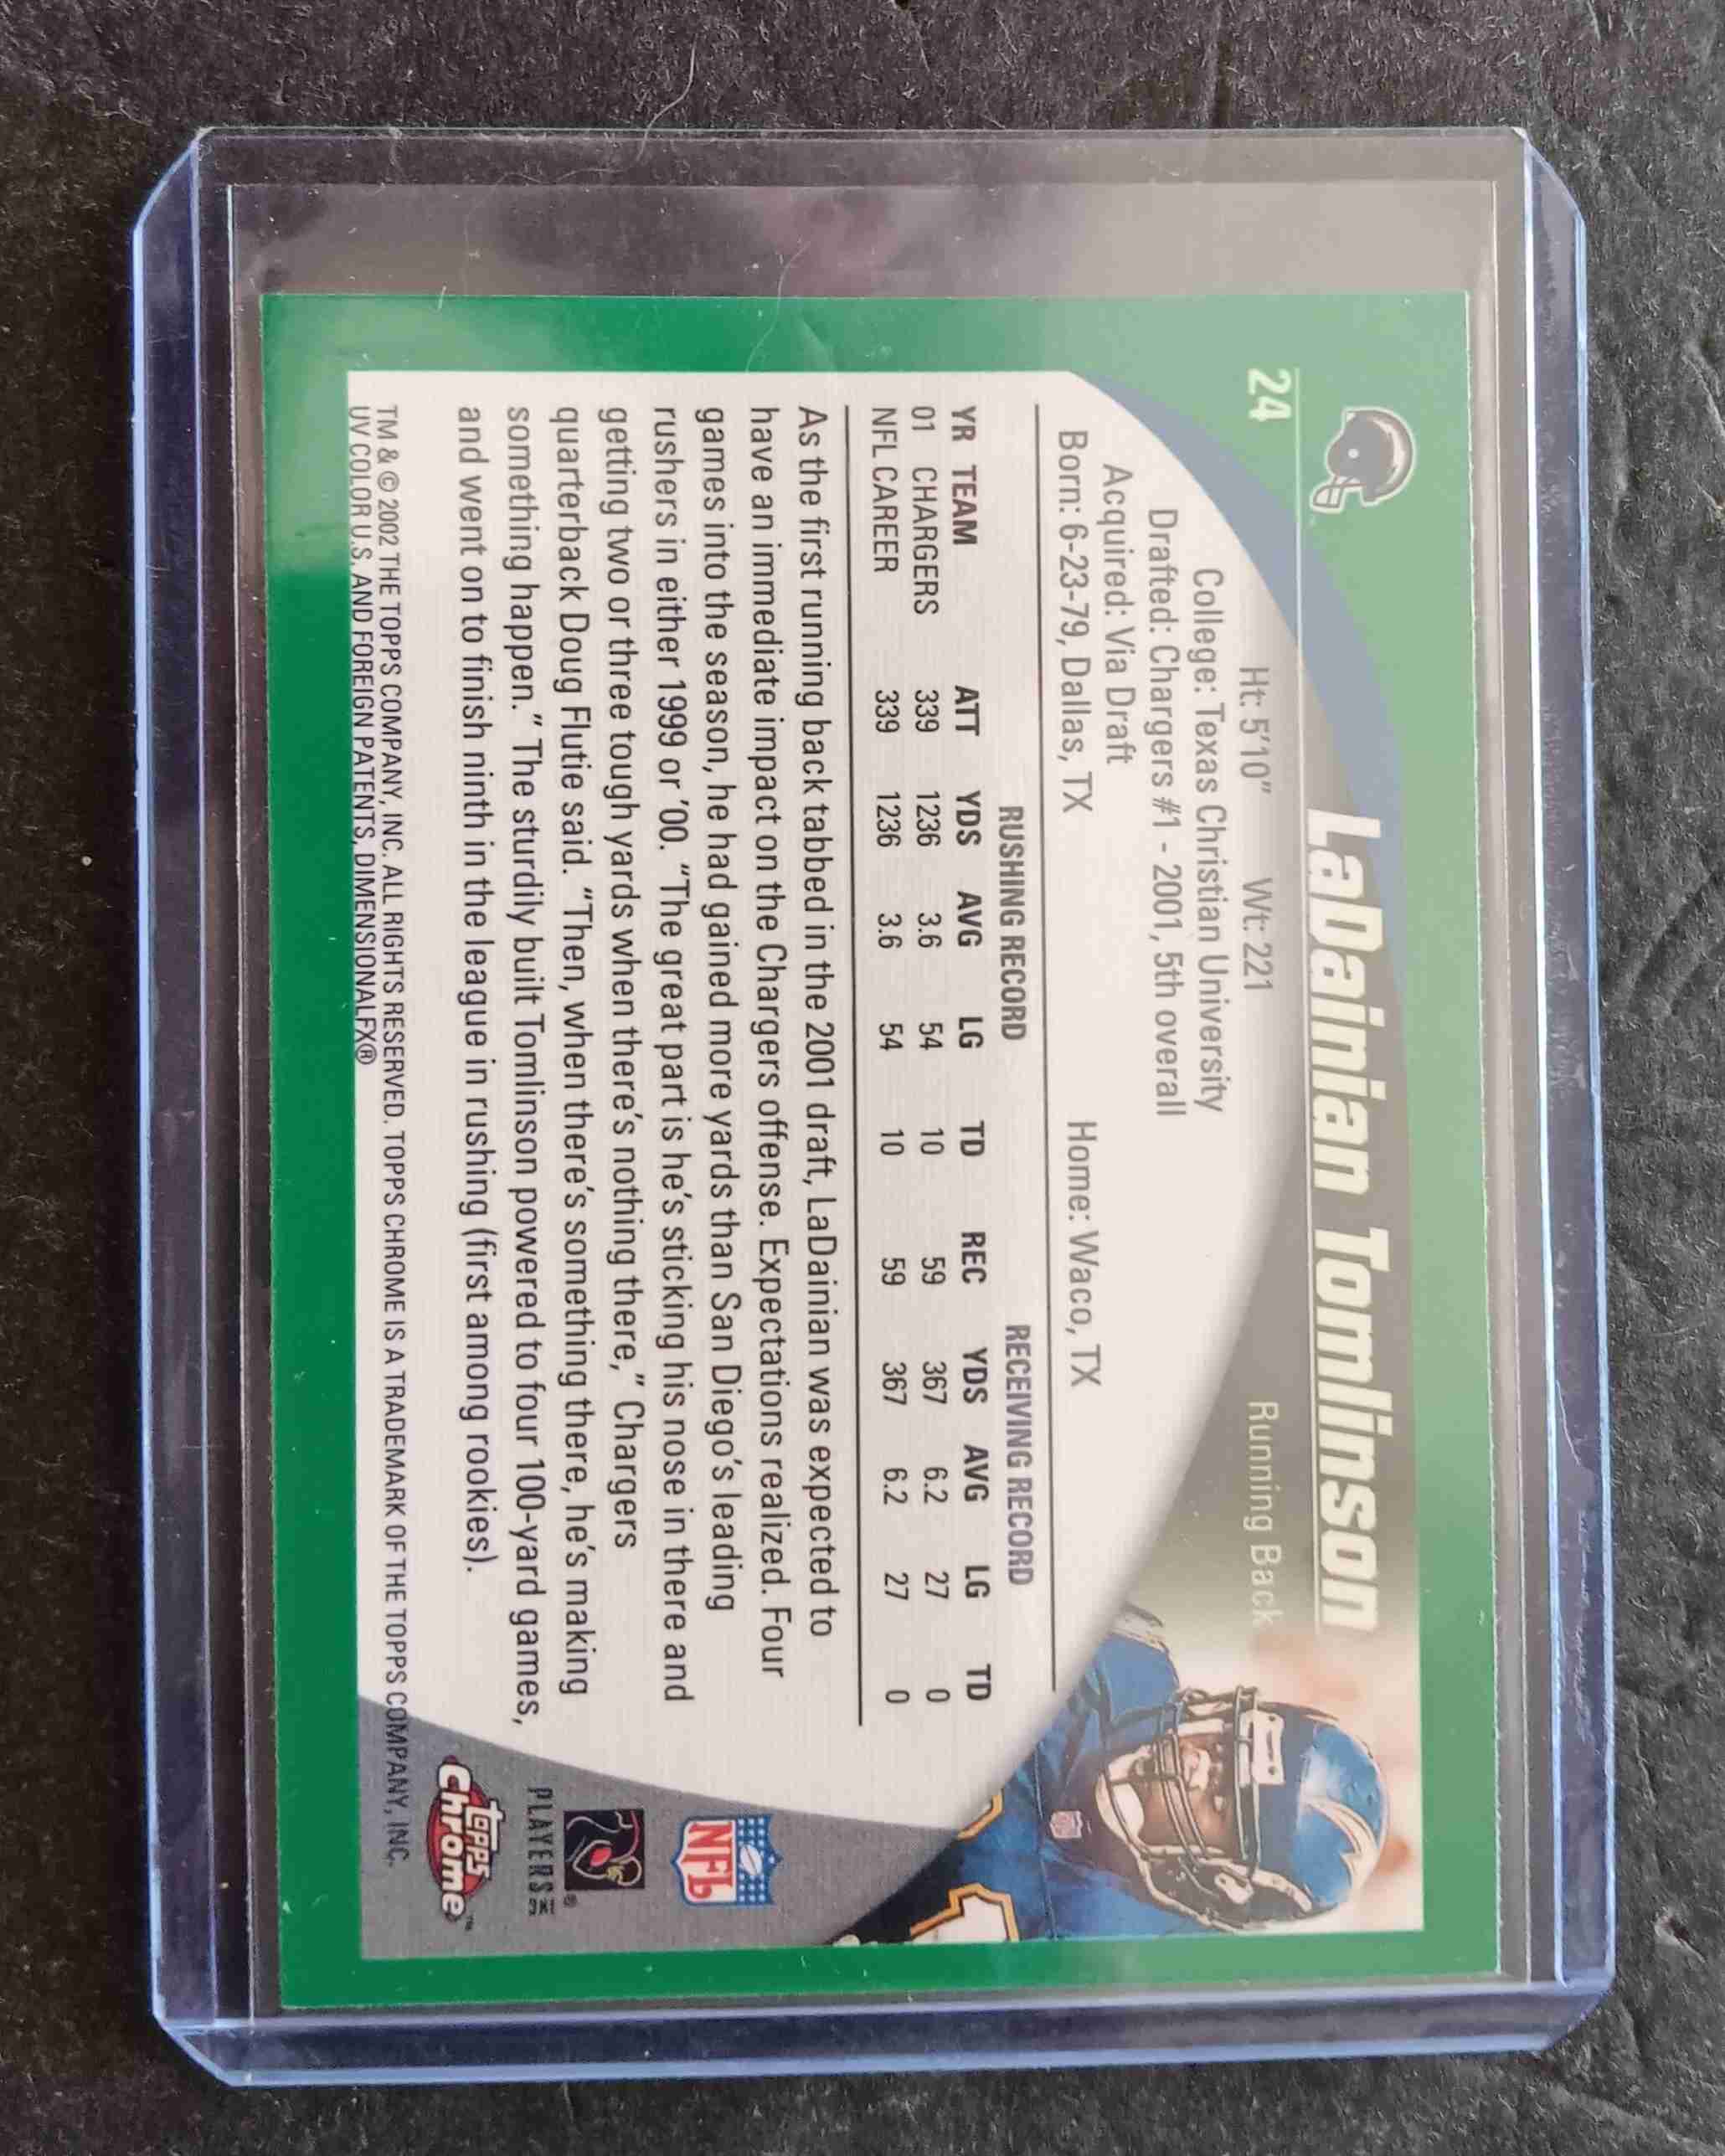 24
LaDainian Tomlinson
Running Back
Ht: 5'10" Wt: 221
College: Texas Christian University
Drafted: Chargers #1 - 2001, 5th overall
Acquired: Via Draft
Born: 6-23-79, Dallas, TX Home: Waco, TX
RUSHING RECORD RECEIVING RECORD
YR TEAM ATT YDS AVG LG TD REC YDS AVG LG TD
01 CHARGERS 339 1236 3.6 54 10 59 367 6.2 27 0
NFL CAREER 339 1236 3.6 54 10 59 367 6.2 27 0
As the first running back tabbed in the 2001 draft, LaDainian was expected to
have an immediate impact on the Chargers offense. Expectations realized. Four
games into the season, he had gained more yards than San Diego's leading
rushers in either 1999 or '00. "The great part is he's sticking his nose in there and
getting two or three tough yards when there's nothing there," Chargers
quarterback Doug Flutie said. "Then, when there's something there, he's making
something happen." The sturdily built Tomlinson powered to four 100-yard games,
and went on to finish ninth in the league in rushing (first among rookies).
NFL
PLAYERS INC ®
Topps Chrome™
TM & © 2002 THE TOPPS COMPANY, INC. ALL RIGHTS RESERVED. TOPPS CHROME IS A TRADEMARK OF THE TOPPS COMPANY, INC.
UV COLOR U.S. AND FOREIGN PATENTS, DIMENSIONALFX®